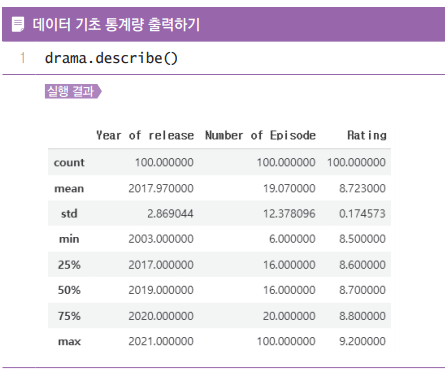 데이터 기초 통계량 출력하기
1 drama.describe()
실행 결과
Year of release Number of Episode Rating
count 100.000000 100.000000 100.000000
mean 2017.970000 19.070000 8.723000
std 2.869044 12.378096 0.174573
min 2003.000000 6.000000 8.500000
25% 2017.000000 16.000000 8.600000
50% 2019.000000 16.000000 8.700000
75% 2020.000000 20.000000 8.800000
max 2021.000000 100.000000 9.200000